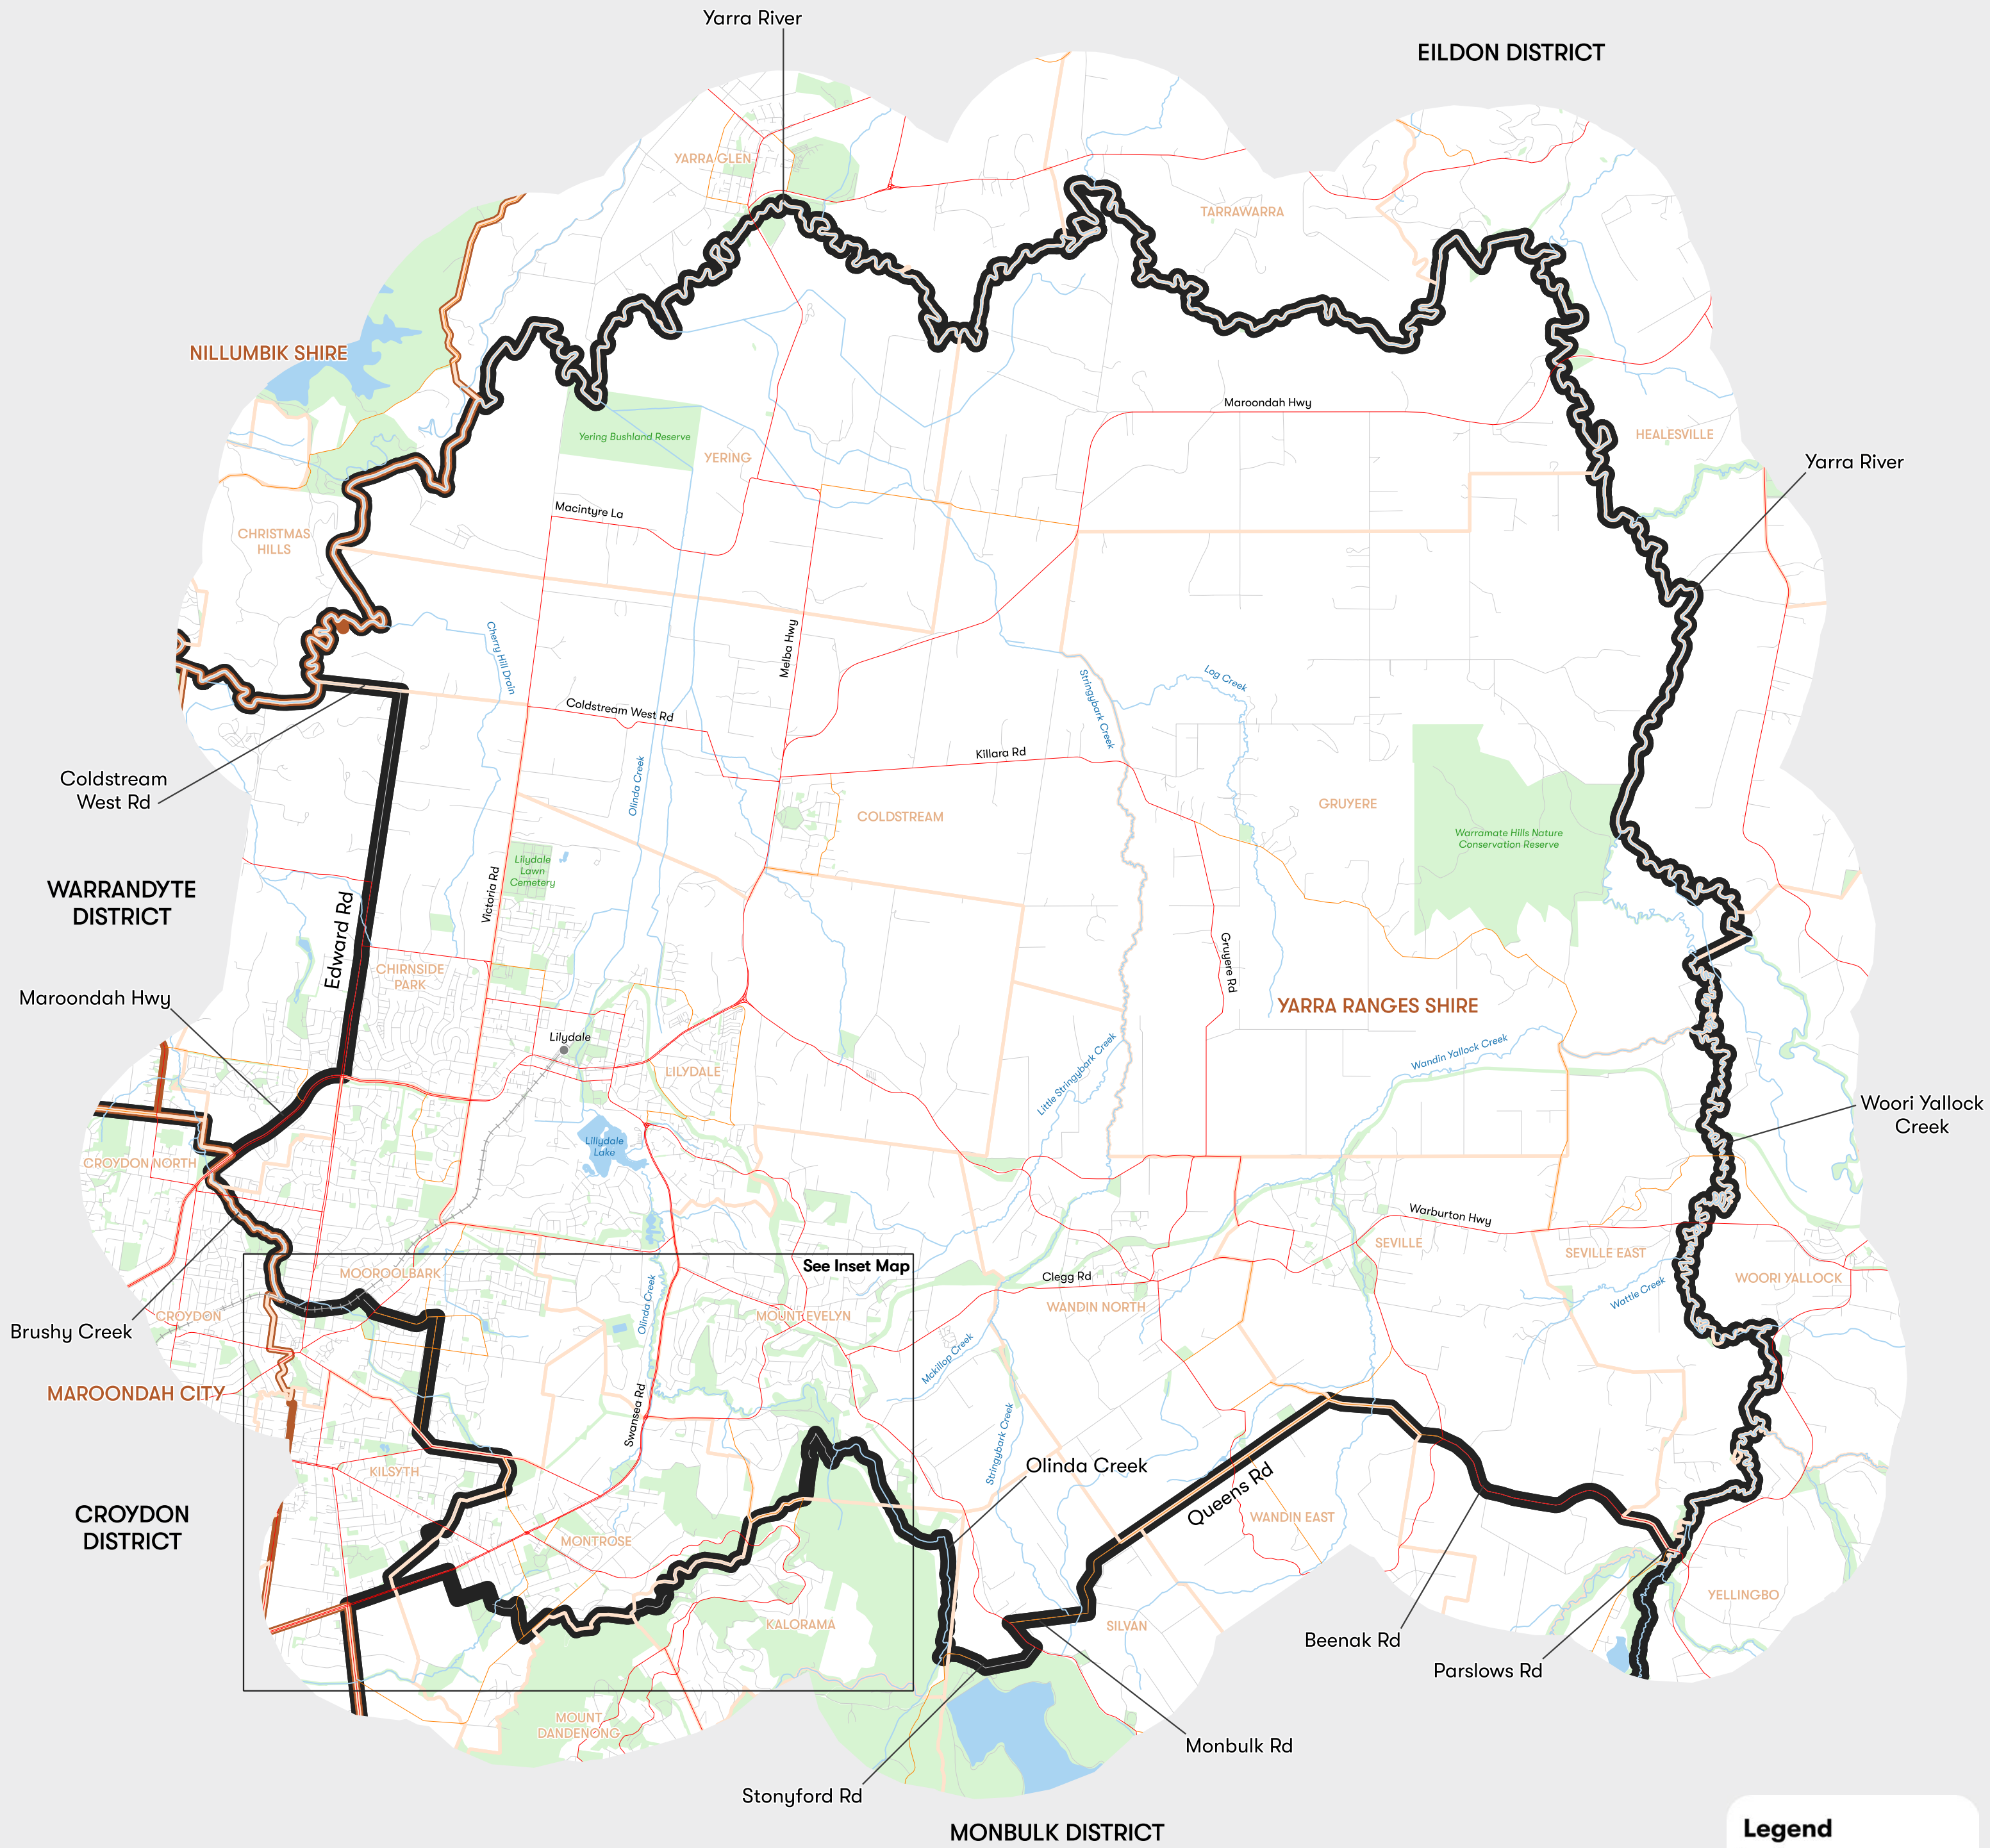 Yarra River
EILDON DISTRICT
YARRA GLEN
TARRAWARRA
NILLUMBIK SHIRE
Maroondah Hwy
Yering Bushland Reserve
HEALESVILLE
YERING
Yarra River
Macintyre La
CHRISTMAS
HILLS
Cherry Hill Drain
Melba Hwy
Stringybark Creek
Log Creek
Coldstream West Rd
Killara Rd
Olinda Creek
Coldstream
West Rd
COLDSTREAM
GRUYERE
Warramate Hills Nature
Conservation Reserve
Lilydale
Lawn
Cemetery
Victoria Rd
WARRANDYTE
DISTRICT
Edward Rd
Gruyere Rd
CHIRNSIDE
PARK
Maroondah Hwy
YARRA RANGES SHIRE
Lilydale
Wandin Yallock Creek
LILYDALE
Little Stringybark Creek
Woori Yallock
Creek
Lillydale
Lake
CROYDON NORTH
Warburton Hwy
SEVILLE
SEVILLE EAST
See Inset Map
MOOROOLBARK
Clegg Rd
WOORI YALLOCK
Wattle Creek
Olinda Creek
WANDIN NORTH
CROYDON
MOUNT EVELYN
Brushy Creek
Mckillop Creek
MAROONDAH CITY
Swansea Rd
Stringybark Creek
Olinda Creek
KILSYTH
Queens Rd
CROYDON
DISTRICT
WANDIN EAST
MONTROSE
YELLINGBO
KALORAMA
SILVAN
Beenak Rd
Parslows Rd
MOUNT
DANDENONG
Monbulk Rd
Stonyford Rd
MONBULK DISTRICT
Legend